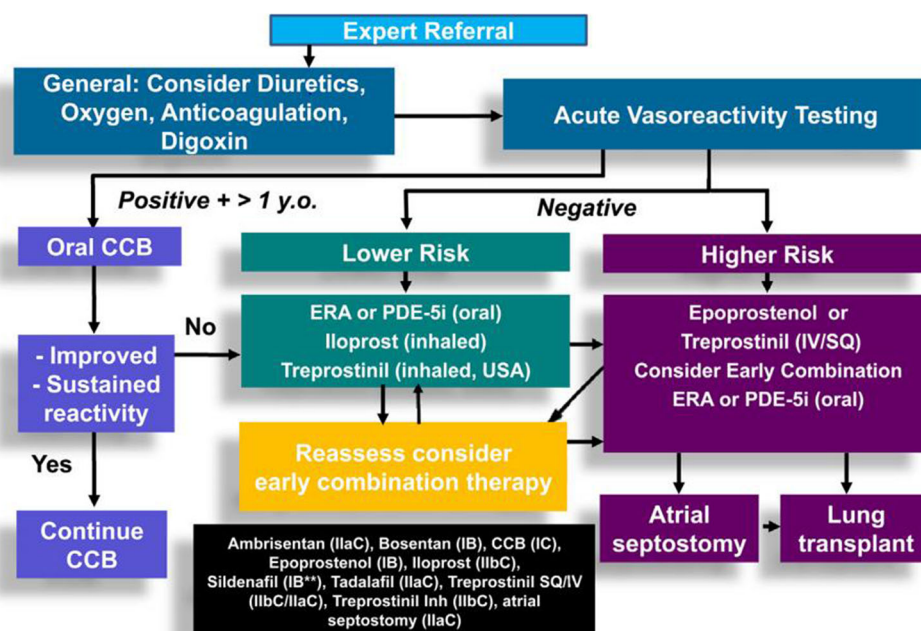 Expert Referral
General: Consider Diuretics,
Oxygen, Anticoagulation,
Digoxin
Acute Vasoreactivity Testing
Positive + > 1 y.o.
Negative
Oral CCB
Lower Risk
Higher Risk
- Improved
- Sustained
reactivity
No
ERA or PDE-5i (oral)
Iloprost (inhaled)
Treprostinil (inhaled, USA)
Epoprostenol or
Treprostinil (IV/SQ)
Consider Early Combination
ERA or PDE-5i (oral)
Yes
Reassess consider
early combination therapy
Continue
CCB
Atrial
septostomy
Lung
transplant
Ambrisentan (IIaC), Bosentan (IB), CCB (IC),
Epoprostenol (IB), Iloprost (IIbC),
Sildenafil (IB**), Tadalafil (IIaC), Treprostinil SQ/IV
(IIbC/IIaC), Treprostinil Inh (IIbC), atrial
septostomy (IIaC)